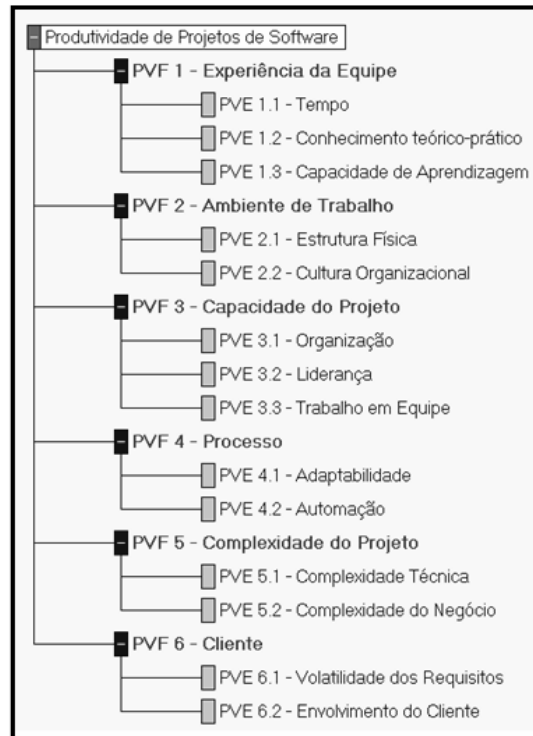 Produtividade de Projetos de Software
PVF 1 - Experiência da Equipe
PVE 1.1 - Tempo
PVE 1.2 - Conhecimento teórico-prático
PVE 1.3 - Capacidade de Aprendizagem
PVF 2 - Ambiente de Trabalho
PVE 2.1 - Estrutura Física
PVE 2.2 - Cultura Organizacional
PVF 3 - Capacidade do Projeto
PVE 3.1 - Organização
PVE 3.2 - Liderança
PVE 3.3 - Trabalho em Equipe
PVF 4 - Processo
PVE 4.1 - Adaptabilidade
PVE 4.2 - Automação
PVF 5 - Complexidade do Projeto
PVE 5.1 - Complexidade Técnica
PVE 5.2 - Complexidade do Negócio
PVF 6 - Cliente
PVE 6.1 - Volatilidade dos Requisitos
PVE 6.2 - Envolvimento do Cliente